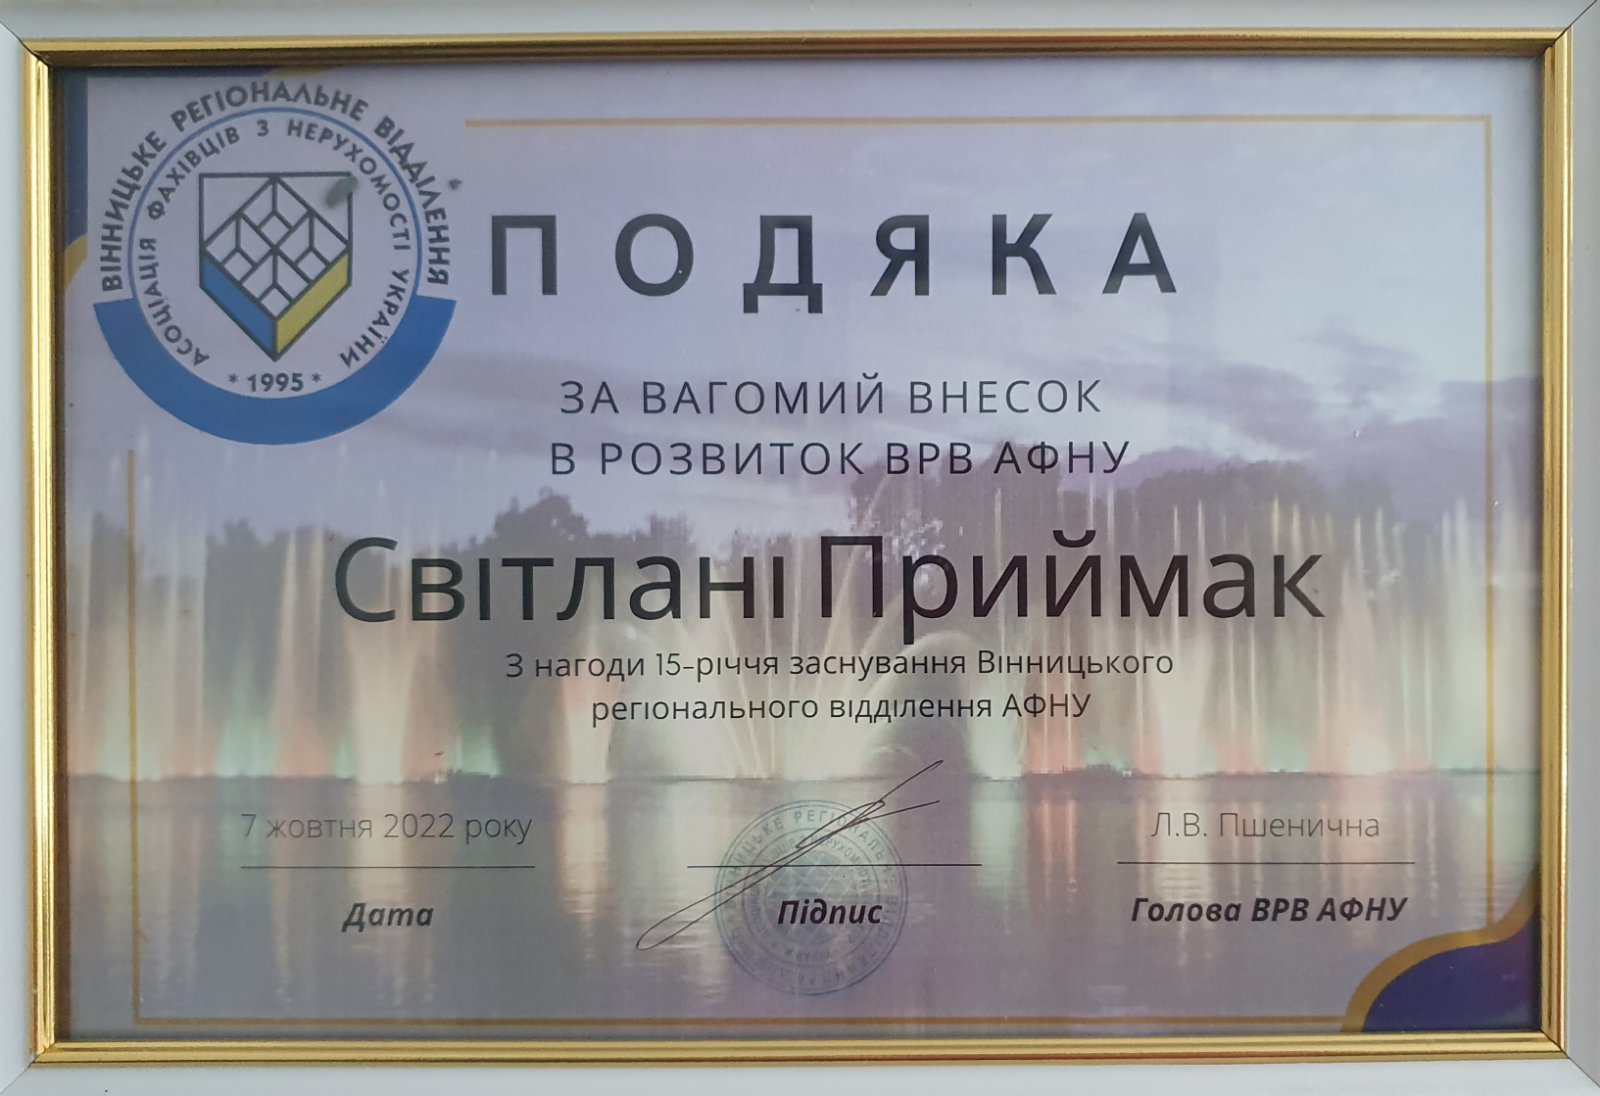 ВІННИЦЬКЕ РЕГІОНАЛЬНЕ ВІДДІЛЕННЯ
АСОЦІАЦІЯ ФАХІВЦІВ З НЕРУХОМОСТІ УКРАЇНИ
* 1995 *
ПОДЯКА
ЗА ВАГОМИЙ ВНЕСОК
В РОЗВИТОК ВРВ АФНУ
Світлані Приймак
З нагоди 15-річчя заснування Вінницького
регіонального відділення АФНУ
7 жовтня 2022 року
Л.В. Пшенична
Дата
Підпис
Голова ВРВ АФНУ